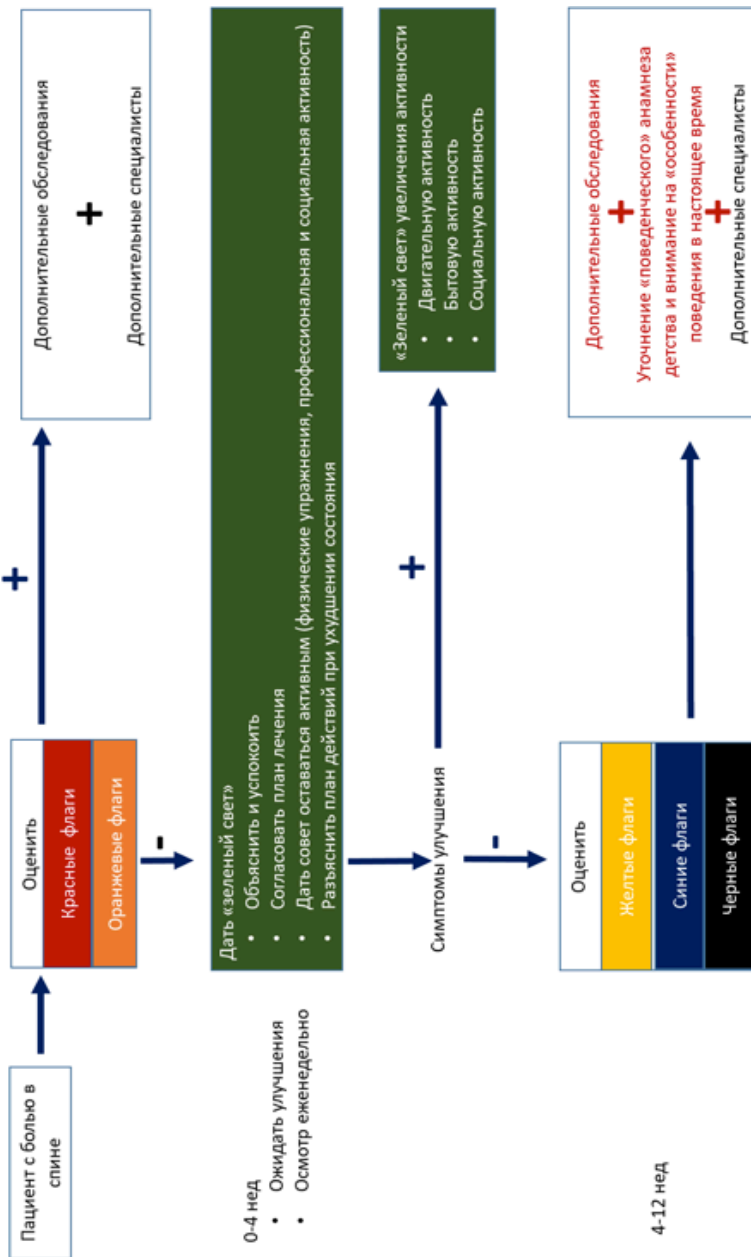 Пациент с болью в
спине
Оценить
Красные флаги
Оранжевые флаги
+
Дополнительные обследования
+
Дополнительные специалисты
-
0-4 нед
• Ожидать улучшения
• Осмотр еженедельно
Дать «зеленый свет»
• Объяснить и успокоить
• Согласовать план лечения
• Дать совет оставаться активным (физические упражнения, профессиональная и социальная активность)
• Разъяснить план действий при ухудшении состояния
Симптомы улучшения
+
«Зеленый свет» увеличения активности
• Двигательную активность
• Бытовую активность
• Социальную активность
-
4-12 нед
Оценить
Желтые флаги
Синие флаги
Черные флаги
Дополнительные обследования
+
Уточнение «поведенческого» анамнеза
детства и внимание на «особенности»
поведения в настоящее время
+
Дополнительные специалисты